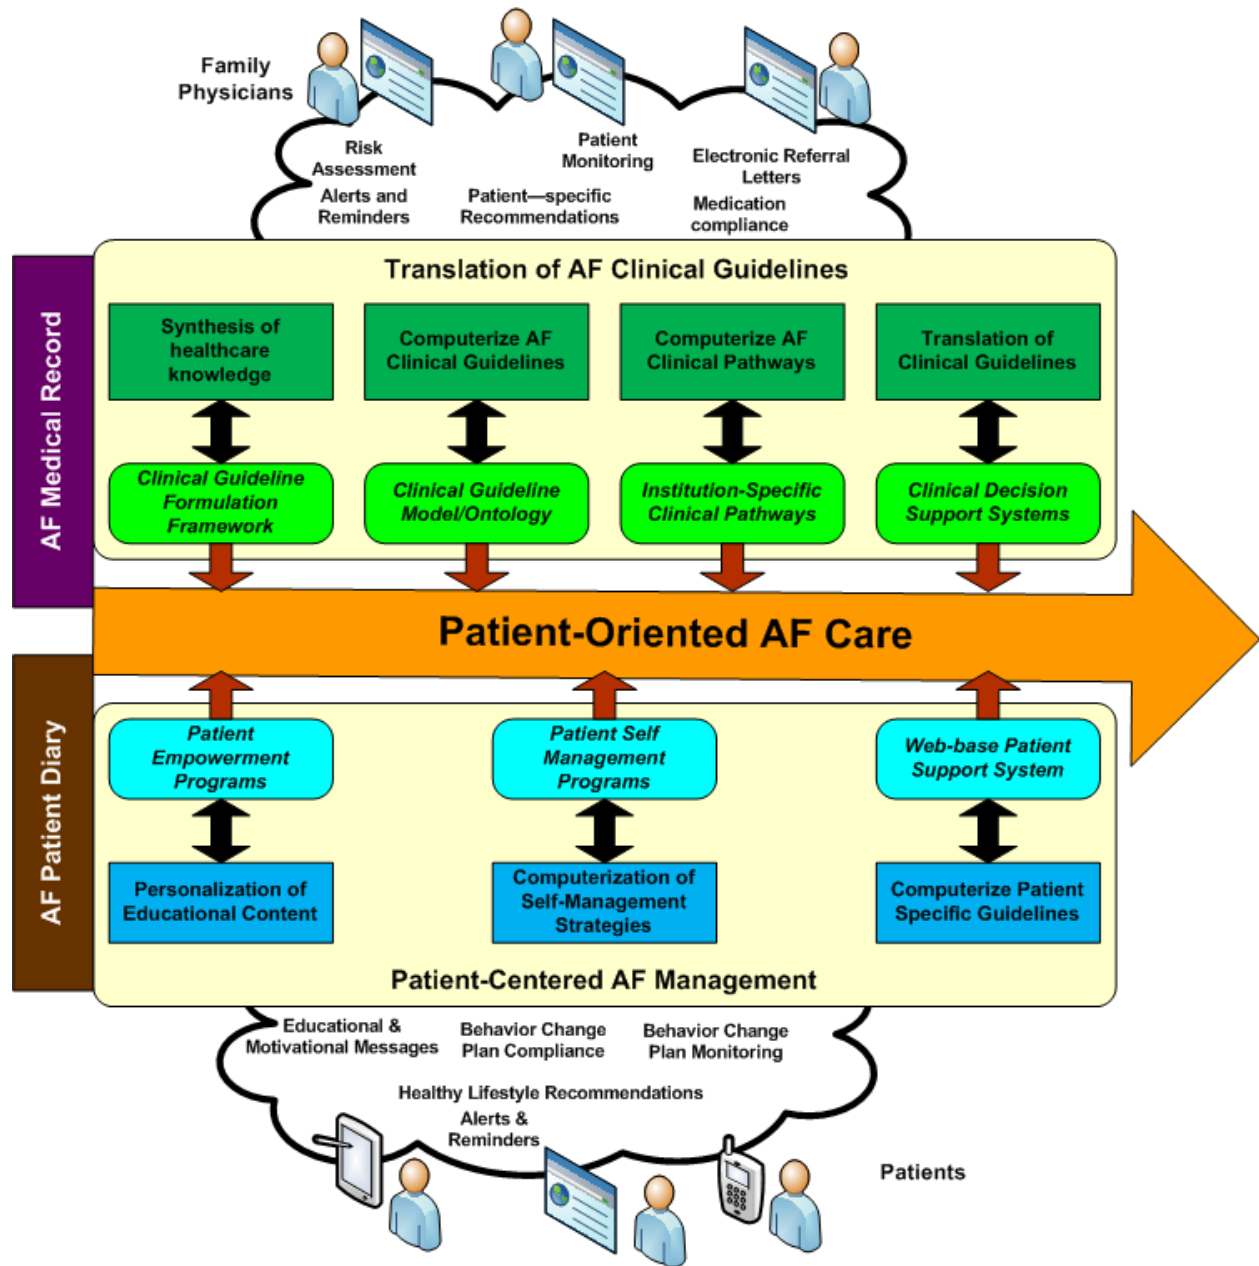 Family
Physicians
Risk
Assessment
Alerts and
Reminders
Patient—specific
Recommendations
Patient
Monitoring
Electronic Referral
Letters
Medication
compliance
AF Medical Record
Translation of AF Clinical Guidelines
Synthesis of
healthcare
knowledge
Computerize AF
Clinical Guidelines
Computerize AF
Clinical Pathways
Translation of
Clinical Guidelines
Clinical Guideline
Formulation
Framework
Clinical Guideline
Model/Ontology
Institution-Specific
Clinical Pathways
Clinical Decision
Support Systems
Patient-Oriented AF Care
AF Patient Diary
Patient
Empowerment
Programs
Patient Self
Management
Programs
Web-base Patient
Support System
Personalization of
Educational Content
Computerization of
Self-Management
Strategies
Computerize Patient
Specific Guidelines
Patient-Centered AF Management
Educational &
Motivational Messages
Behavior Change
Plan Compliance
Behavior Change
Plan Monitoring
Healthy Lifestyle Recommendations
Alerts &
Reminders
Patients